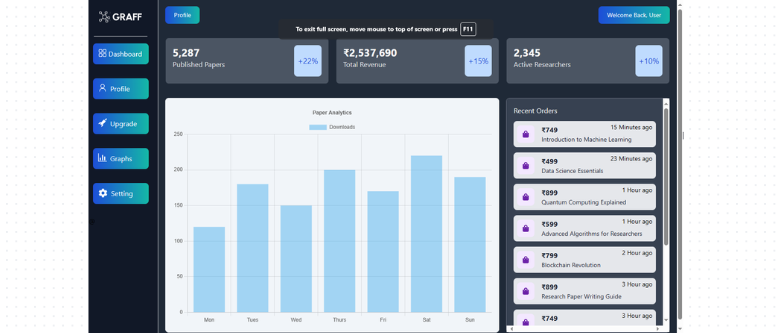 GRAFF
Profile
Welcome Back, User
To exit full screen, move mouse to top of screen or press F11
Dashboard
Profile
Upgrade
Graphs
Setting
5,287
Published Papers
+22%
₹2,537,690
Total Revenue
+15%
2,345
Active Researchers
+10%
Paper Analytics
Downloads
250
200
150
100
50
0
Mon
Tues
Wed
Thurs
Fri
Sat
Sun
Recent Orders
₹749
15 Minutes ago
Introduction to Machine Learning
₹499
23 Minutes ago
Data Science Essentials
₹899
1 Hour ago
Quantum Computing Explained
₹599
1 Hour ago
Advanced Algorithms for Researchers
₹799
2 Hour ago
Blockchain Revolution
₹899
3 Hour ago
Research Paper Writing Guide
₹749
3 Hour ago